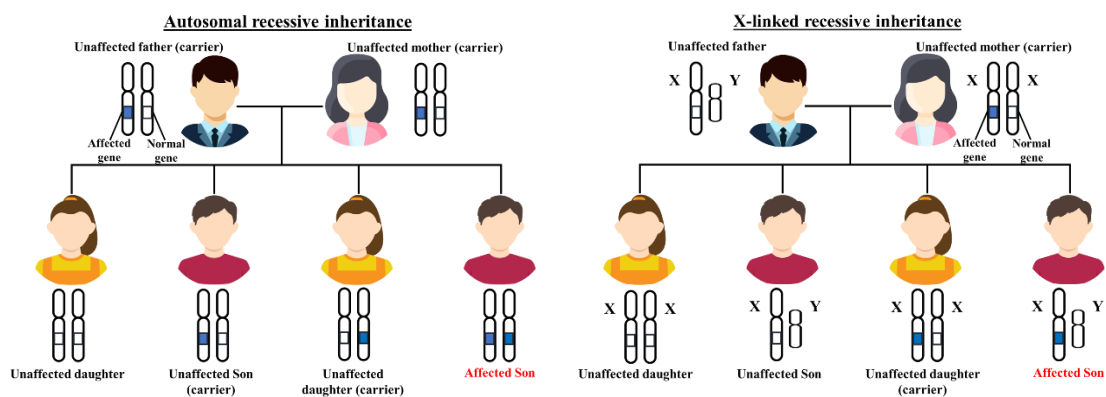 Autosomal recessive inheritance
Unaffected father (carrier)
Unaffected mother (carrier)
Affected
gene
Normal
gene
Unaffected daughter
Unaffected Son
(carrier)
Unaffected
daughter (carrier)
Affected Son
X-linked recessive inheritance
Unaffected father
Unaffected mother (carrier)
X
Y
X
X
Affected
gene
Normal
gene
X
X
X
Y
X
X
X
Y
Unaffected daughter
Unaffected Son
Unaffected daughter
(carrier)
Affected Son